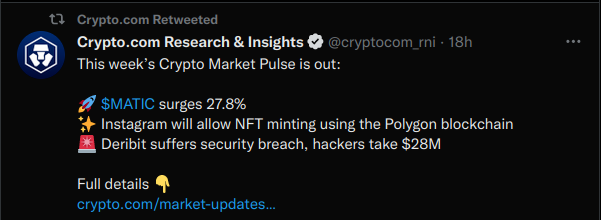 Crypto.com Retweeted
Crypto.com Research & Insights @cryptocom_rni · 18h
This week’s Crypto Market Pulse is out:
🚀 $MATIC surges 27.8%
✨ Instagram will allow NFT minting using the Polygon blockchain
🚨 Deribit suffers security breach, hackers take $28M
Full details 👇
crypto.com/market-updates…